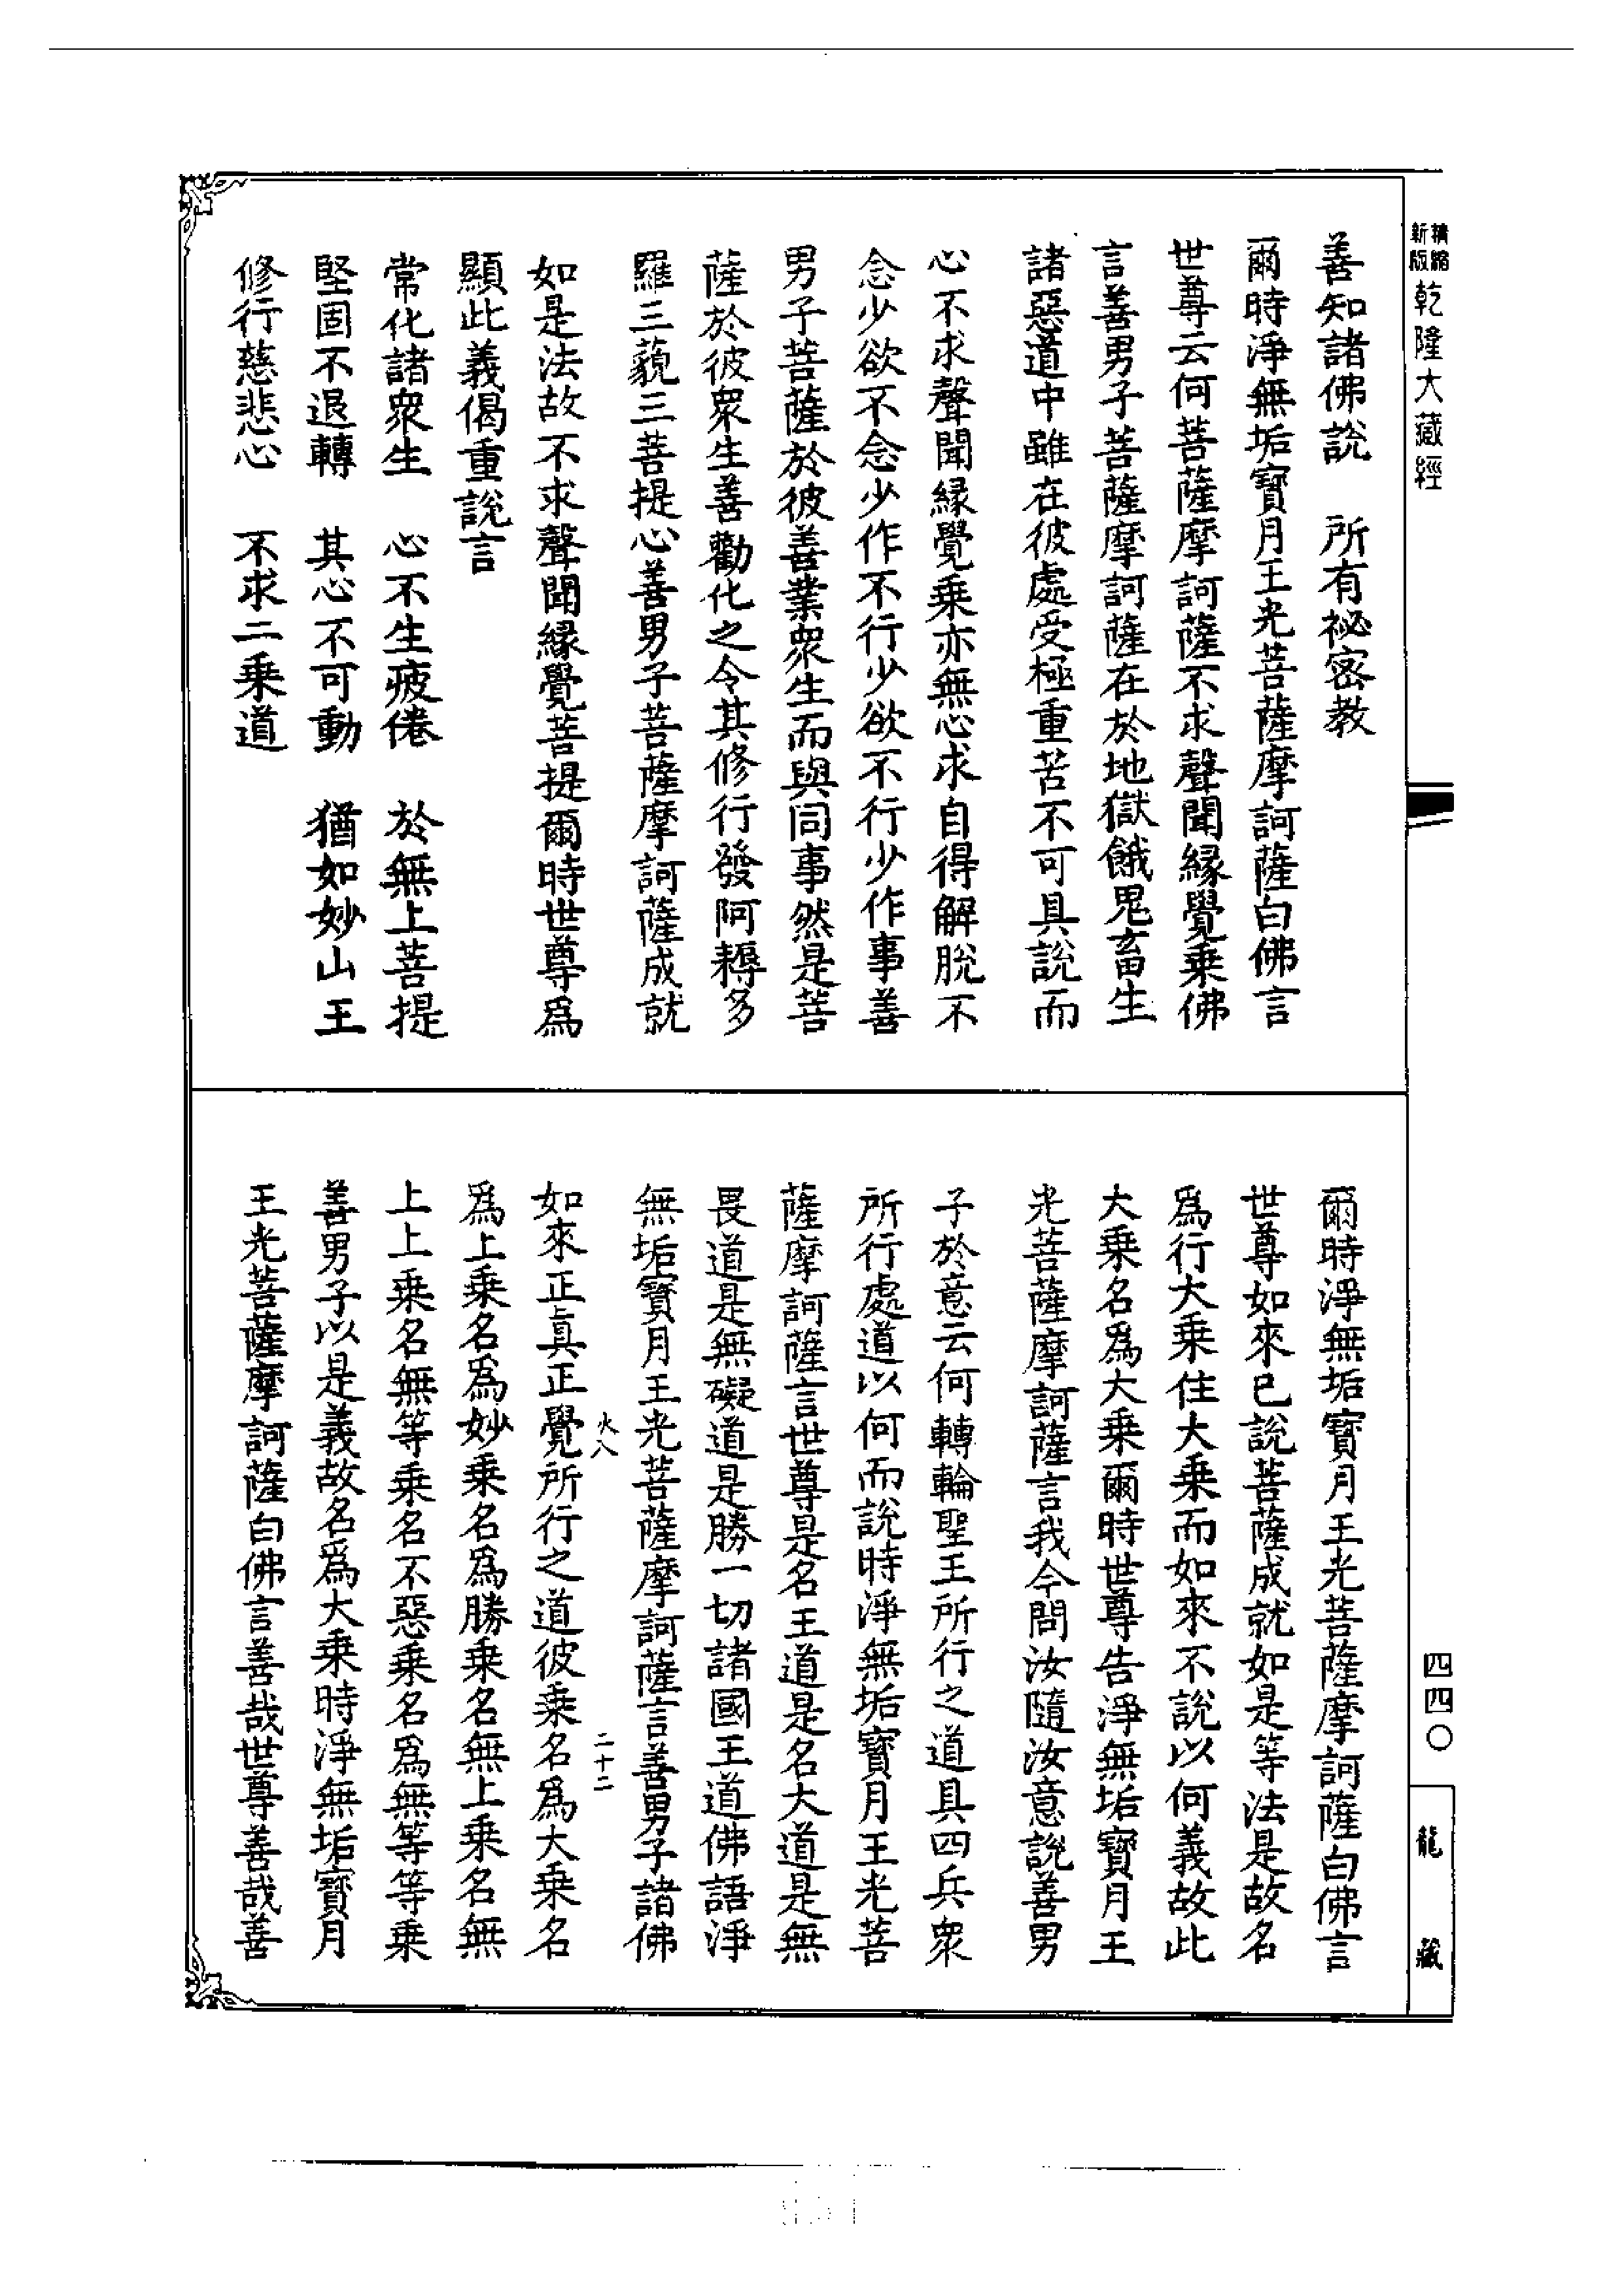 精縮新版乾隆大藏經
善知諸佛說　所有祕密教
爾時淨無垢寶月王光菩薩摩訶薩白佛言
世尊云何菩薩摩訶薩不求聲聞緣覺乘佛
言善男子菩薩摩訶薩在於地獄餓鬼畜生
諸惡道中雖在彼處受極重苦不可具說而
心不求聲聞緣覺乘亦無心求自得解脫不
念少欲不念少作不行少欲不行少作事善
男子菩薩於彼善業眾生而與同事然是菩
薩於彼眾生善勸化之令其修行發阿耨多
羅三藐三菩提心善男子菩薩摩訶薩成就
如是法故不求聲聞緣覺菩提爾時世尊爲
顯此義偈重說言
常化諸眾生　心不生疲倦　於無上菩提
堅固不退轉　其心不可動　猶如妙山王
修行慈悲心　不求二乘道
爾時淨無垢寶月王光菩薩摩訶薩白佛言
世尊如來已說菩薩成就如是等法是故名
爲行大乘住大乘而如來不說以何義故此
大乘名爲大乘爾時世尊告淨無垢寶月王
光菩薩摩訶薩言我今問汝隨汝意說善男
子於意云何轉輪聖王所行之道具四兵眾
所行處道以何而說時淨無垢寶月王光菩
薩摩訶薩言世尊是名王道是名大道是無
畏道是無礙道是勝一切諸國王道佛語淨
無垢寶月王光菩薩摩訶薩言善男子諸佛
火八　二十二
如來正真正覺所行之道彼乘名爲大乘名
爲上乘名爲妙乘名爲勝乘名無上乘名無
上上乘名無等乘名不惡乘名爲無等等乘
善男子以是義故名爲大乘時淨無垢寶月
王光菩薩摩訶薩白佛言善哉世尊善哉善
四四〇
龍藏